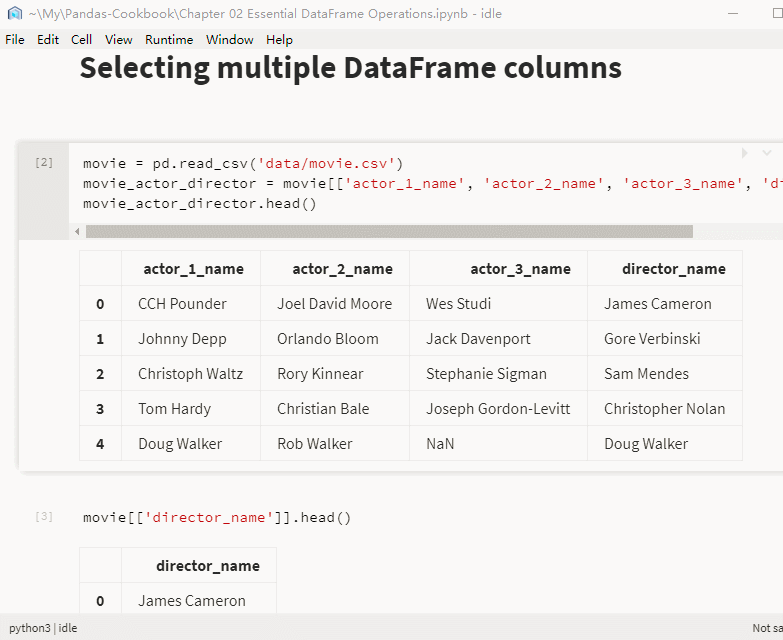 ~\My\Pandas-Cookbook\Chapter 02 Essential DataFrame Operations.ipynb - idle
File Edit Cell View Runtime Window Help
Selecting multiple DataFrame columns
[2]
movie = pd.read_csv('data/movie.csv')
movie_actor_director = movie[['actor_1_name', 'actor_2_name', 'actor_3_name', 'di
movie_actor_director.head()
actor_1_name actor_2_name actor_3_name director_name
0 CCH Pounder Joel David Moore Wes Studi James Cameron
1 Johnny Depp Orlando Bloom Jack Davenport Gore Verbinski
2 Christoph Waltz Rory Kinnear Stephanie Sigman Sam Mendes
3 Tom Hardy Christian Bale Joseph Gordon-Levitt Christopher Nolan
4 Doug Walker Rob Walker NaN Doug Walker
[3] movie[['director_name']].head()
director_name
0 James Cameron
python3 | idle Not sa